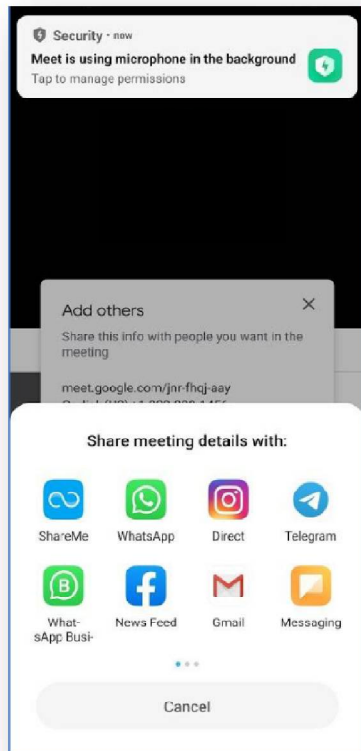 Security · now
Meet is using microphone in the background
Tap to manage permissions
Add others
Share this info with people you want in the
meeting
meet.google.com/jnr-fhqj-aay
Share meeting details with:
ShareMe
WhatsApp
Direct
Telegram
What-
sApp Busi-
News Feed
Gmail
Messaging
Cancel